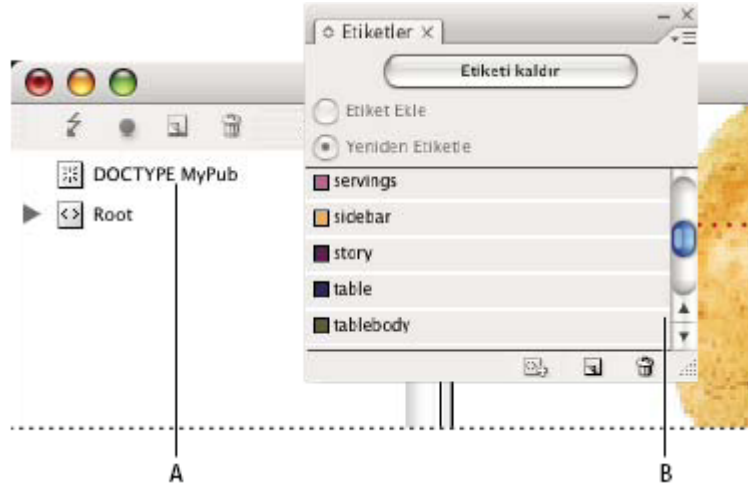 Etiketler
Etiketi kaldır
Etiket Ekle
Yeniden Etiketle
DOCTYPE MyPub
Root
servings
sidebar
story
table
tablebody
A
B